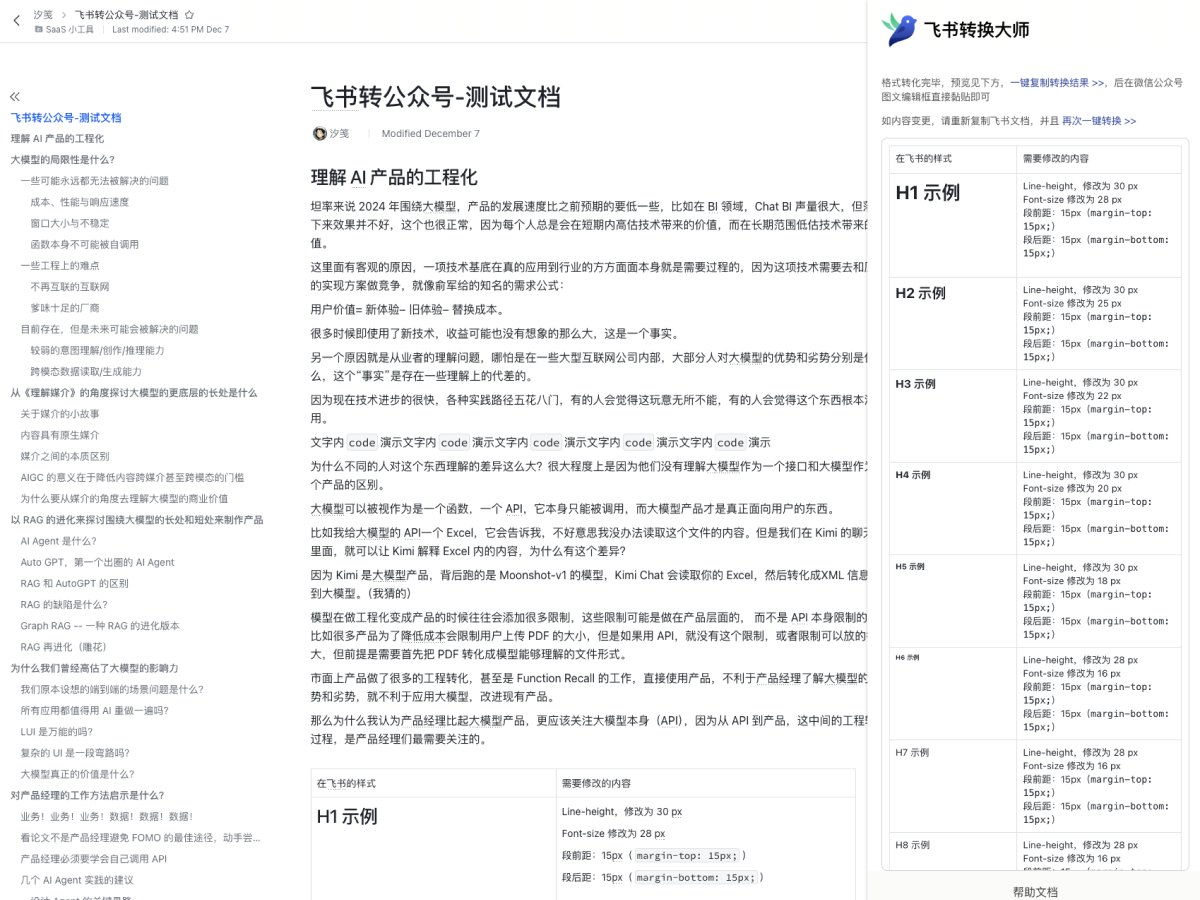 汐笺 > 飞书转公众号-测试文档
SaaS 小工具 Last modified: 4:51 PM Dec 7
飞书转公众号-测试文档
理解 AI 产品的工程化
大模型的局限性是什么?
一些可能永远都无法被解决的问题
成本、性能与响应速度
窗口大小与不稳定
函数本身不可能被自调用
一些工程上的难点
不再互联的互联网
爹味十足的厂商
目前存在，但是未来可能会被解决的问题
较弱的意图理解/创作/推理能力
跨模态数据读取/生成能力
从《理解媒介》的角度探讨大模型的更底层的长处是什么
关于媒介的小故事
内容具有原生媒介
媒介之间的本质区别
AIGC 的意义在于降低内容跨媒介甚至跨模态的门槛
为什么要从媒介的角度去理解大模型的商业价值
以 RAG 的进化来探讨围绕大模型的长处和短处来制作产品
AI Agent 是什么?
Auto GPT，第一个出圈的 AI Agent
RAG 和 AutoGPT 的区别
RAG 的缺陷是什么?
Graph RAG -- 一种 RAG 的进化版本
RAG 再进化（雕花）
为什么我们曾经高估了大模型的影响力
我们原本设想的端到端的场景问题是什么?
所有应用都值得用 AI 重做一遍吗?
LUI 是万能的吗?
复杂的 UI 是一段弯路吗?
大模型真正的价值是什么?
对产品经理的工作方法启示是什么?
业务！业务！业务！数据！数据！数据！
看论文不是产品经理避免 FOMO 的最佳途径，动手尝...
产品经理必须要学会自己调用 API
几个 AI Agent 实践的建议
飞书转公众号-测试文档
汐笺 Modified December 7
理解 AI 产品的工程化
坦率来说 2024 年围绕大模型，产品的发展速度比之前预期的要低一些，比如在 BI 领域，Chat BI 声量很大，但
下来效果并不好，这个也很正常，因为每个人总是会在短期内高估技术带来的价值，而在长期范围低估技术带来的
值。
这里面有客观的原因，一项技术基底在真的应用到行业的方方面面本身就是需要过程的，因为这项技术需要去和
的实现方案做竞争，就像俞军给的知名的需求公式：
用户价值= 新体验– 旧体验– 替换成本。
很多时候即使用了新技术，收益可能也没有想象的那么大，这是一个事实。
另一个原因就是从业者的理解问题，哪怕是在一些大型互联网公司内部，大部分人对大模型的优势和劣势分别是
么，这个“事实”是存在一些理解上的代差的。
因为现在技术进步的很快，各种实践路径五花八门，有的人会觉得这玩意无所不能，有的人会觉得这个东西根本
用。
文字内 code 演示文字内 code 演示文字内 code 演示文字内 code 演示文字内 code 演示
为什么不同的人对这个东西理解的差异这么大？很大程度上是因为他们没有理解大模型作为一个接口和大模型作
个产品的区别。
大模型可以被视作为是一个函数，一个 API，它本身只能被调用，而大模型产品才是真正面向用户的东西。
比如我给大模型的 API一个 Excel，它会告诉我，不好意思我没办法读取这个文件的内容。但是我们在 Kimi 的聊
里面，就可以让 Kimi 解释 Excel 内的内容，为什么有这个差异?
因为 Kimi 是大模型产品，背后跑的是 Moonshot-v1 的模型，Kimi Chat 会读取你的 Excel，然后转化成XML 信息
到大模型。（我猜的）
模型在做工程化变成产品的时候往往会添加很多限制，这些限制可能是做在产品层面的， 而不是 API 本身限制的
比如很多产品为了降低成本会限制用户上传 PDF 的大小，但是如果用 API，就没有这个限制，或者限制可以放的
大，但前提是需要首先把 PDF 转化成模型能够理解的文件形式。
市面上产品做了很多的工程转化，甚至是 Function Recall 的工作，直接使用产品，不利于产品经理了解大模型的
势和劣势，就不利于应用大模型，改进现有产品。
那么为什么我认为产品经理比起大模型产品，更应该关注大模型本身（API），因为从 API 到产品，这中间的工程
过程，是产品经理们最需要关注的。
在飞书的样式 需要修改的内容
H1 示例
Line-height，修改为 30 px
Font-size 修改为 28 px
段前距：15px（ margin-top: 15px; ）
段后距：15px（ margin-bottom: 15px; ）
飞书转换大师
格式转化完毕，预览见下方，一键复制转换结果 >>，后在微信公众号
图文编辑框直接黏贴即可
如内容变更，请重新复制飞书文档，并且 再次一键转换 >>
在飞书的样式 需要修改的内容
H1 示例
Line-height，修改为 30 px
Font-size 修改为 28 px
段前距：15px（margin-top:
15px;）
段后距：15px（margin-bottom:
15px;）
H2 示例
Line-height，修改为 30 px
Font-size 修改为 25 px
段前距：15px（margin-top:
15px;）
段后距：15px（margin-bottom:
15px;）
H3 示例
Line-height，修改为 30 px
Font-size 修改为 22 px
段前距：15px（margin-top:
15px;）
段后距：15px（margin-bottom:
15px;）
H4 示例
Line-height，修改为 30 px
Font-size 修改为 20 px
段前距：15px（margin-top:
15px;）
段后距：15px（margin-bottom:
15px;）
H5 示例
Line-height，修改为 30 px
Font-size 修改为 18 px
段前距：15px（margin-top:
15px;）
段后距：15px（margin-bottom:
15px;）
H6 示例
Line-height，修改为 28 px
Font-size 修改为 16 px
段前距：15px（margin-top:
15px;）
段后距：15px（margin-bottom:
15px;）
H7 示例
Line-height，修改为 28 px
Font-size 修改为 16 px
段前距：15px（margin-top:
15px;）
段后距：15px（margin-bottom:
15px;）
H8 示例
Line-height，修改为 28 px
Font-size 修改为 16 px
帮助文档